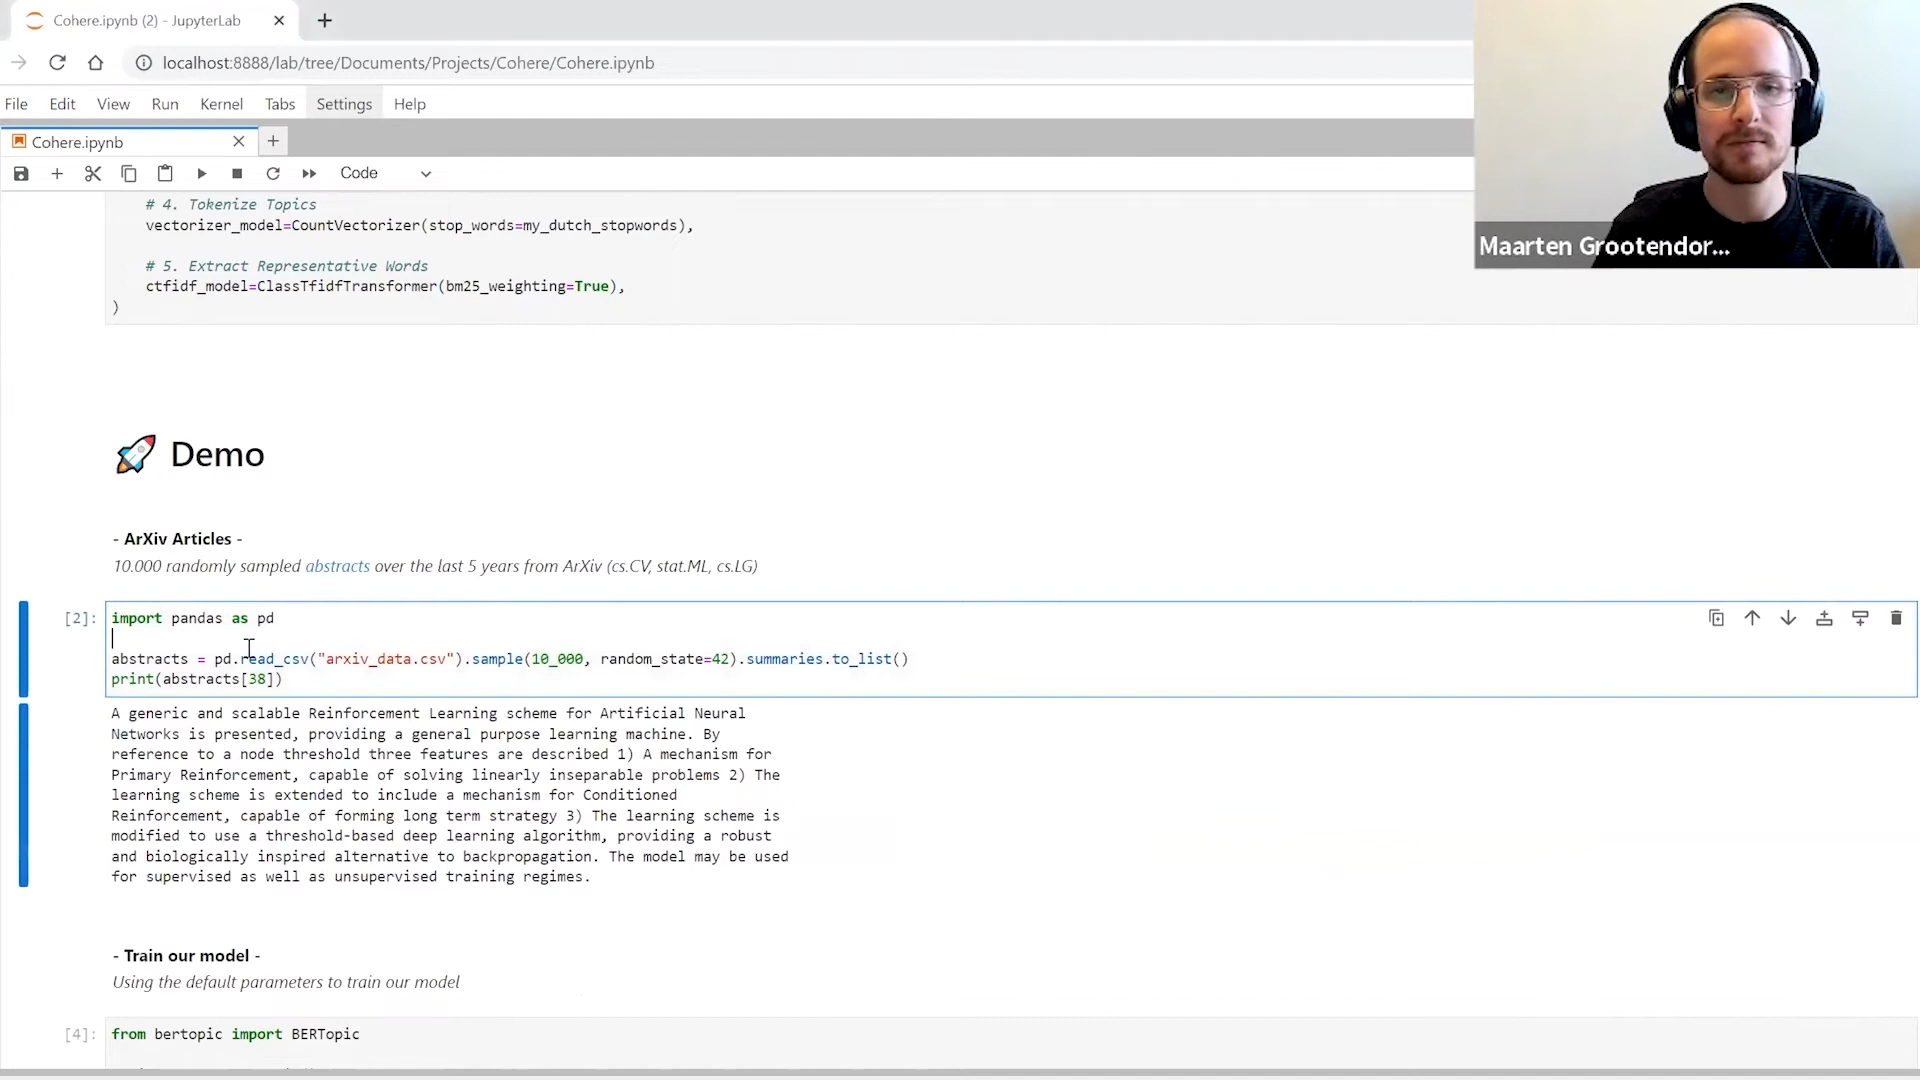 Cohere.ipynb (2) - JupyterLab
localhost:8888/lab/tree/Documents/Projects/Cohere/Cohere.ipynb
File Edit View Run Kernel Tabs Settings Help
Cohere.ipynb
Code
# 4. Tokenize Topics
vectorizer_model=CountVectorizer(stop_words=my_dutch_stopwords),
# 5. Extract Representative Words
ctfidf_model=ClassTfidfTransformer(bm25_weighting=True),
)
Maarten Grootendor...
Demo
- ArXiv Articles -
10.000 randomly sampled abstracts over the last 5 years from ArXiv (cs.CV, stat.ML, cs.LG)
[2]: import pandas as pd
abstracts = pd.read_csv("arxiv_data.csv").sample(10_000, random_state=42).summaries.to_list()
print(abstracts[38])
A generic and scalable Reinforcement Learning scheme for Artificial Neural
Networks is presented, providing a general purpose learning machine. By
reference to a node threshold three features are described 1) A mechanism for
Primary Reinforcement, capable of solving linearly inseparable problems 2) The
learning scheme is extended to include a mechanism for Conditioned
Reinforcement, capable of forming long term strategy 3) The learning scheme is
modified to use a threshold-based deep learning algorithm, providing a robust
and biologically inspired alternative to backpropagation. The model may be used
for supervised as well as unsupervised training regimes.
- Train our model -
Using the default parameters to train our model
[4]: from bertopic import BERTopic